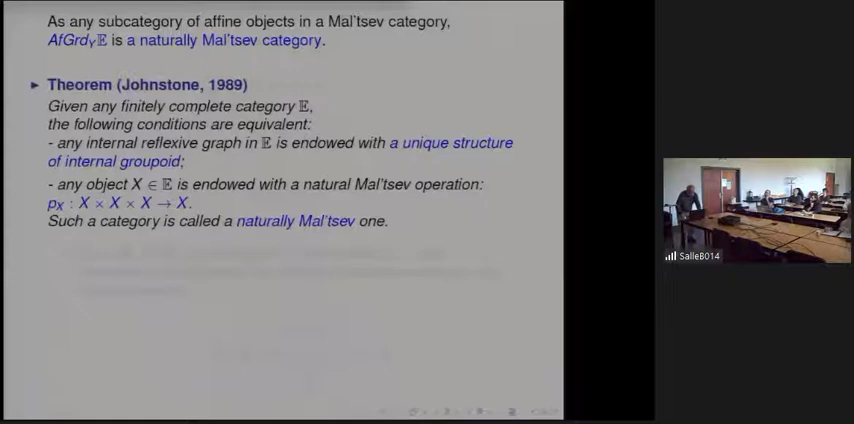 As any subcategory of affine objects in a Mal'tsev category,
AfGrd_Y𝔼 is a naturally Mal'tsev category.
► Theorem (Johnstone, 1989)
Given any finitely complete category 𝔼,
the following conditions are equivalent:
- any internal reflexive graph in 𝔼 is endowed with a unique structure
of internal groupoid;
- any object X ∈ 𝔼 is endowed with a natural Mal'tsev operation:
p_X : X × X × X → X.
Such a category is called a naturally Mal'tsev one.
SalleB014